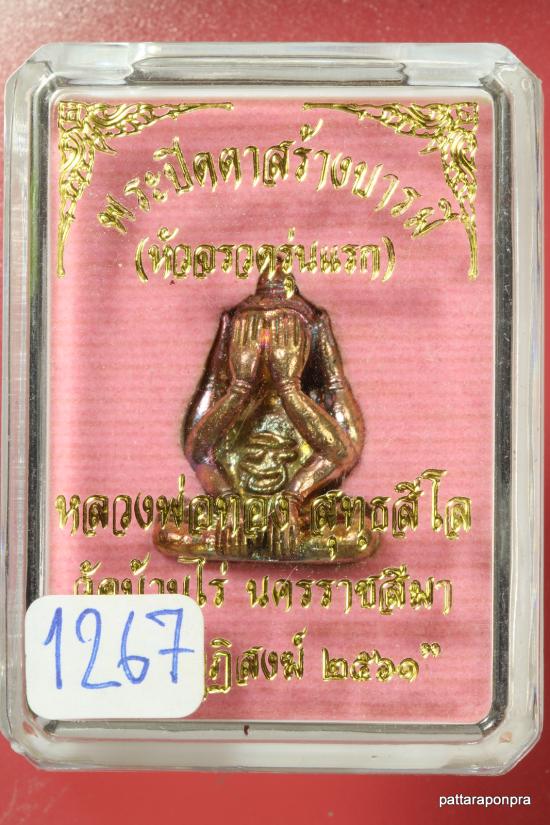 พระปิดตาสร้างบารมี
(หัวจรวดรุ่นแรก)
หลวงพ่อทอง สุทฺธสีโล
วัดบ้านไร่ นครราชสีมา
ฏิสงฆ์ ๒๕๖๑”
1267
pattaraponpra